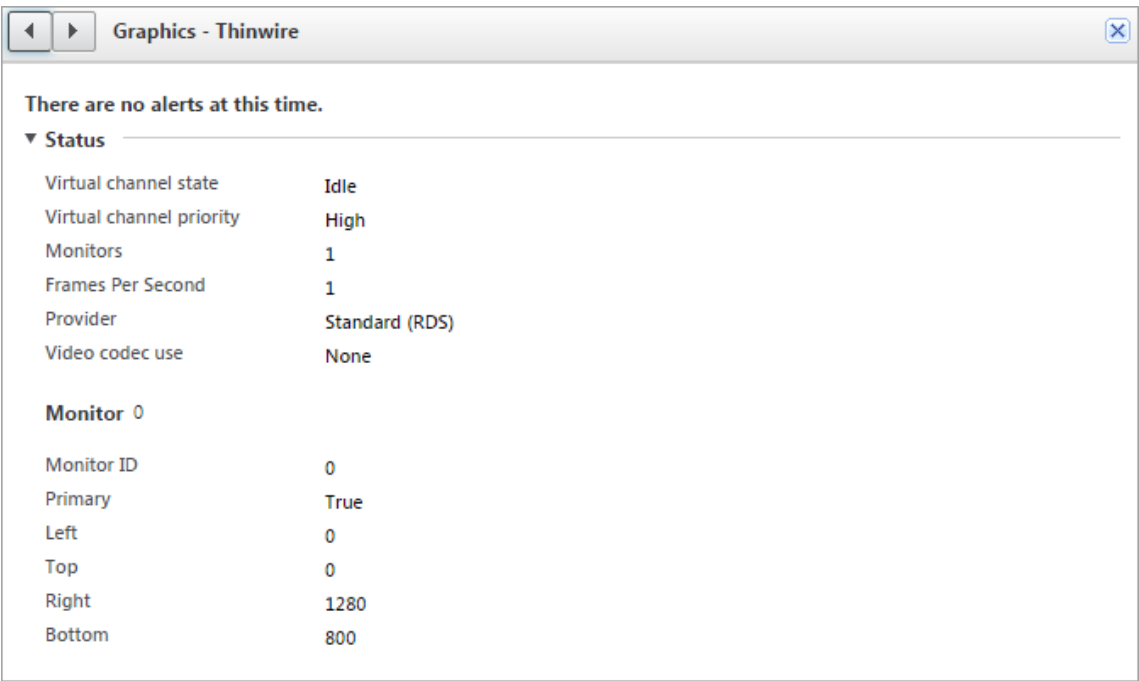 Graphics - Thinwire
There are no alerts at this time.
Status
Virtual channel state Idle
Virtual channel priority High
Monitors 1
Frames Per Second 1
Provider Standard (RDS)
Video codec use None
Monitor 0
Monitor ID 0
Primary True
Left 0
Top 0
Right 1280
Bottom 800